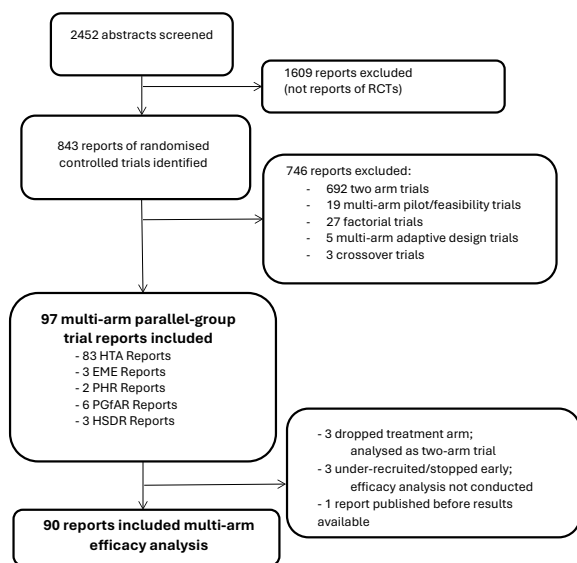 2452 abstracts screened
1609 reports excluded
(not reports of RCTs)
843 reports of randomised
controlled trials identified
746 reports excluded:
- 692 two arm trials
- 19 multi-arm pilot/feasibility trials
- 27 factorial trials
- 5 multi-arm adaptive design trials
- 3 crossover trials
97 multi-arm parallel-group
trial reports included
- 83 HTA Reports
- 3 EME Reports
- 2 PHR Reports
- 6 PGfAR Reports
- 3 HSDR Reports
- 3 dropped treatment arm;
analysed as two-arm trial
- 3 under-recruited/stopped early;
efficacy analysis not conducted
- 1 report published before results
available
90 reports included multi-arm
efficacy analysis